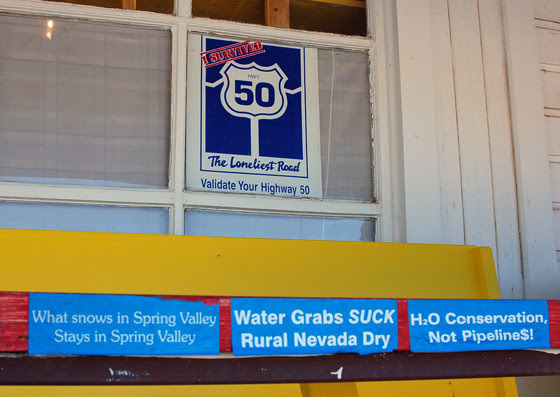 I SURVIVED
HWY
50
The Loneliest Road
Validate Your Highway 50
What snows in Spring Valley
Stays in Spring Valley
Water Grabs SUCK
Rural Nevada Dry
H₂O Conservation,
Not Pipeline$!